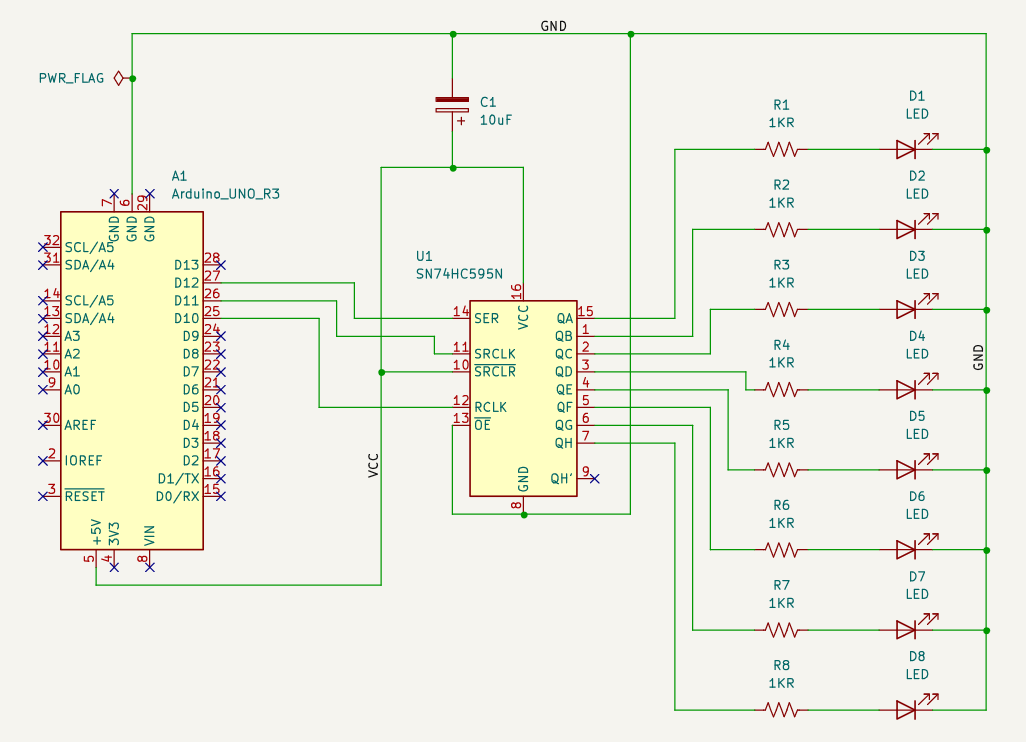 GND
PWR_FLAG
C1
10uF
A1
Arduino_UNO_R3
7
6
29
GND
GND
GND
32
SCL/A5
31
SDA/A4
14
SCL/A5
13
SDA/A4
12
A3
11
A2
10
A1
9
A0
30
AREF
2
IOREF
3
RESET
D13
28
D12
27
D11
26
D10
25
D9
24
D8
23
D7
22
D6
21
D5
20
D4
19
D3
18
D2
17
D1/TX
16
D0/RX
15
+5V
3V3
VIN
5
4
8
VCC
U1
SN74HC595N
16
VCC
14
SER
11
SRCLK
10
SRCLR
12
RCLK
13
OE
QA
15
QB
1
QC
2
QD
3
QE
4
QF
5
QG
6
QH
7
QH'
9
GND
8
R1
1KR
D1
LED
R2
1KR
D2
LED
R3
1KR
D3
LED
R4
1KR
D4
LED
GND
R5
1KR
D5
LED
R6
1KR
D6
LED
R7
1KR
D7
LED
R8
1KR
D8
LED